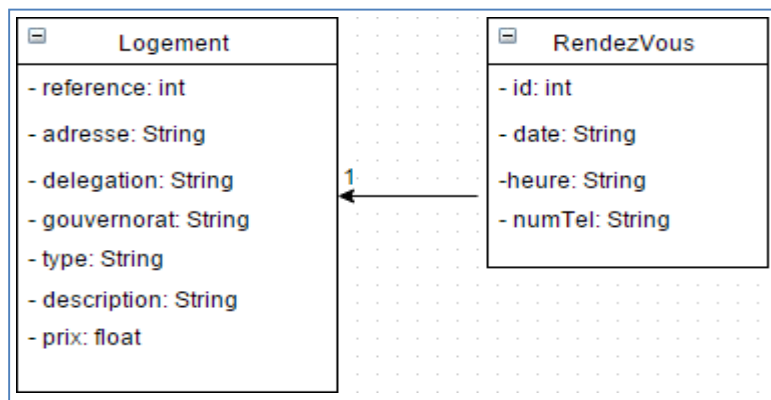 Logement
- reference: int
- adresse: String
- delegation: String
- gouvernorat: String
- type: String
- description: String
- prix: float
1
RendezVous
- id: int
- date: String
-heure: String
- numTel: String